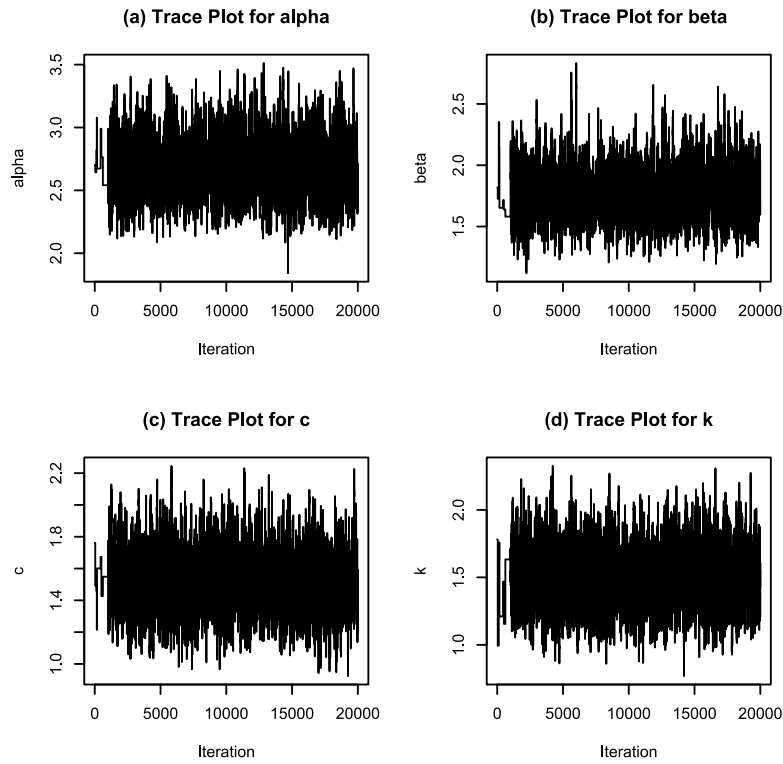 (a) Trace Plot for alpha
alpha
3.5
3.0
2.5
2.0
0 5000 10000 15000 20000
Iteration
(b) Trace Plot for beta
beta
2.5
2.0
1.5
0 5000 10000 15000 20000
Iteration
(c) Trace Plot for c
c
2.2
1.8
1.4
1.0
0 5000 10000 15000 20000
Iteration
(d) Trace Plot for k
k
2.0
1.5
1.0
0 5000 10000 15000 20000
Iteration